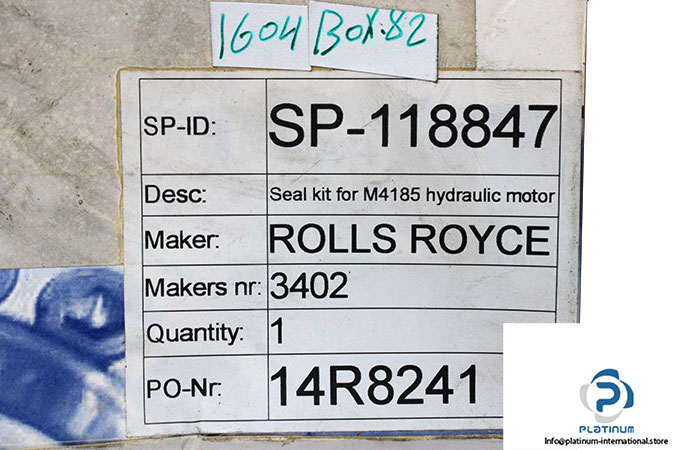 1604 Box.82
SP-ID: SP-118847
Desc: Seal kit for M4185 hydraulic motor
Maker: ROLLS ROYCE
Makers nr: 3402
Quantity: 1
PO-Nr: 14R8241
PLATINUM
Info@platinum-international.store